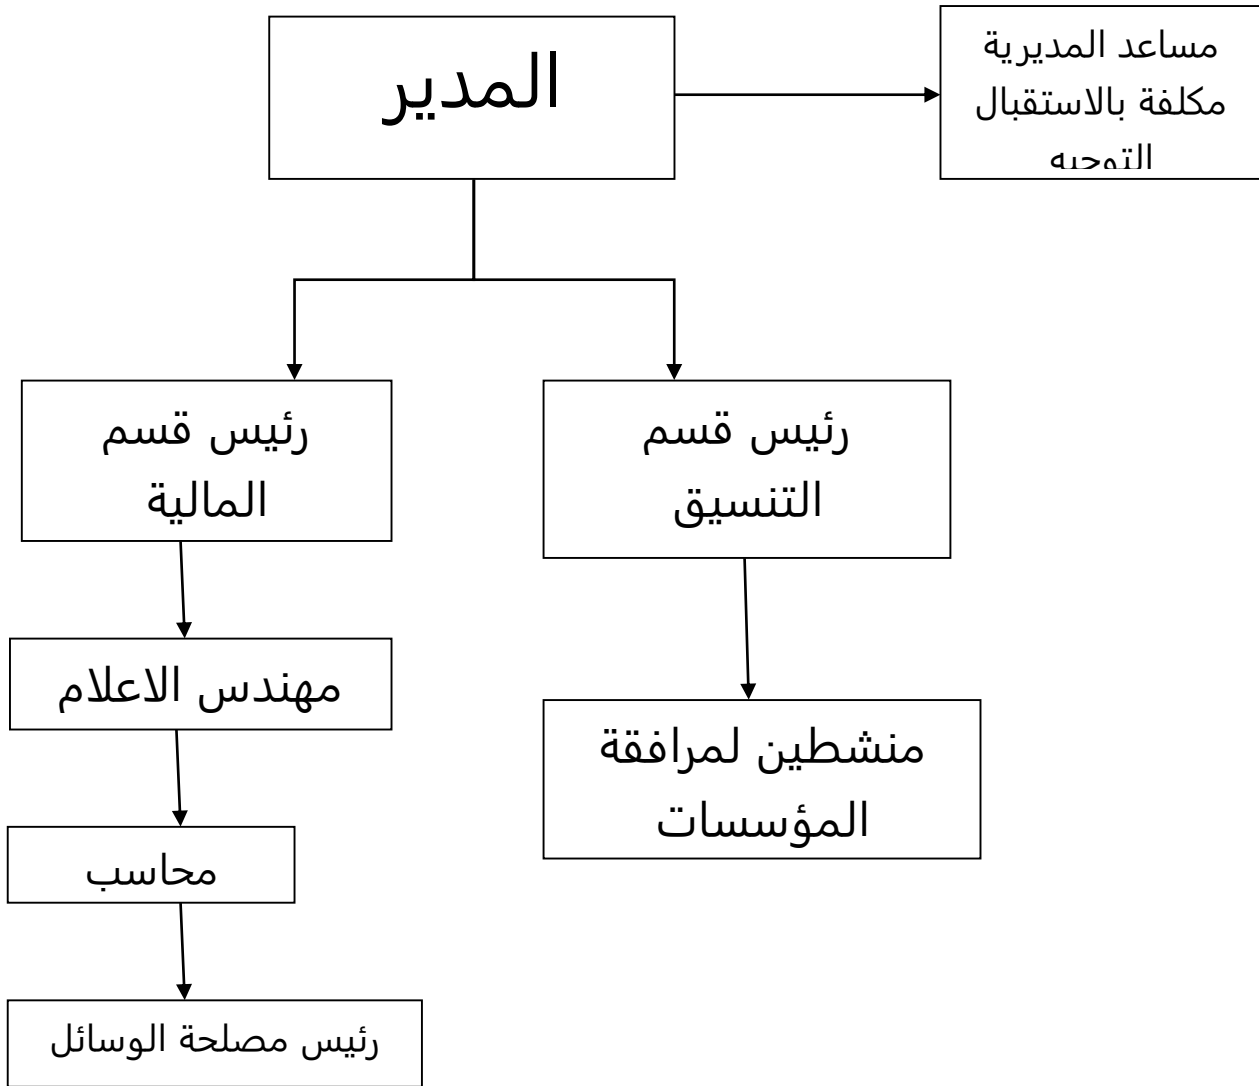 المدير
مساعد المديرية
مكلفة بالاستقبال
التوجيه
رئيس قسم
التنسيق
رئيس قسم
المالية
منشطين لمرافقة
المؤسسات
مهندس الاعلام
محاسب
رئيس مصلحة الوسائل